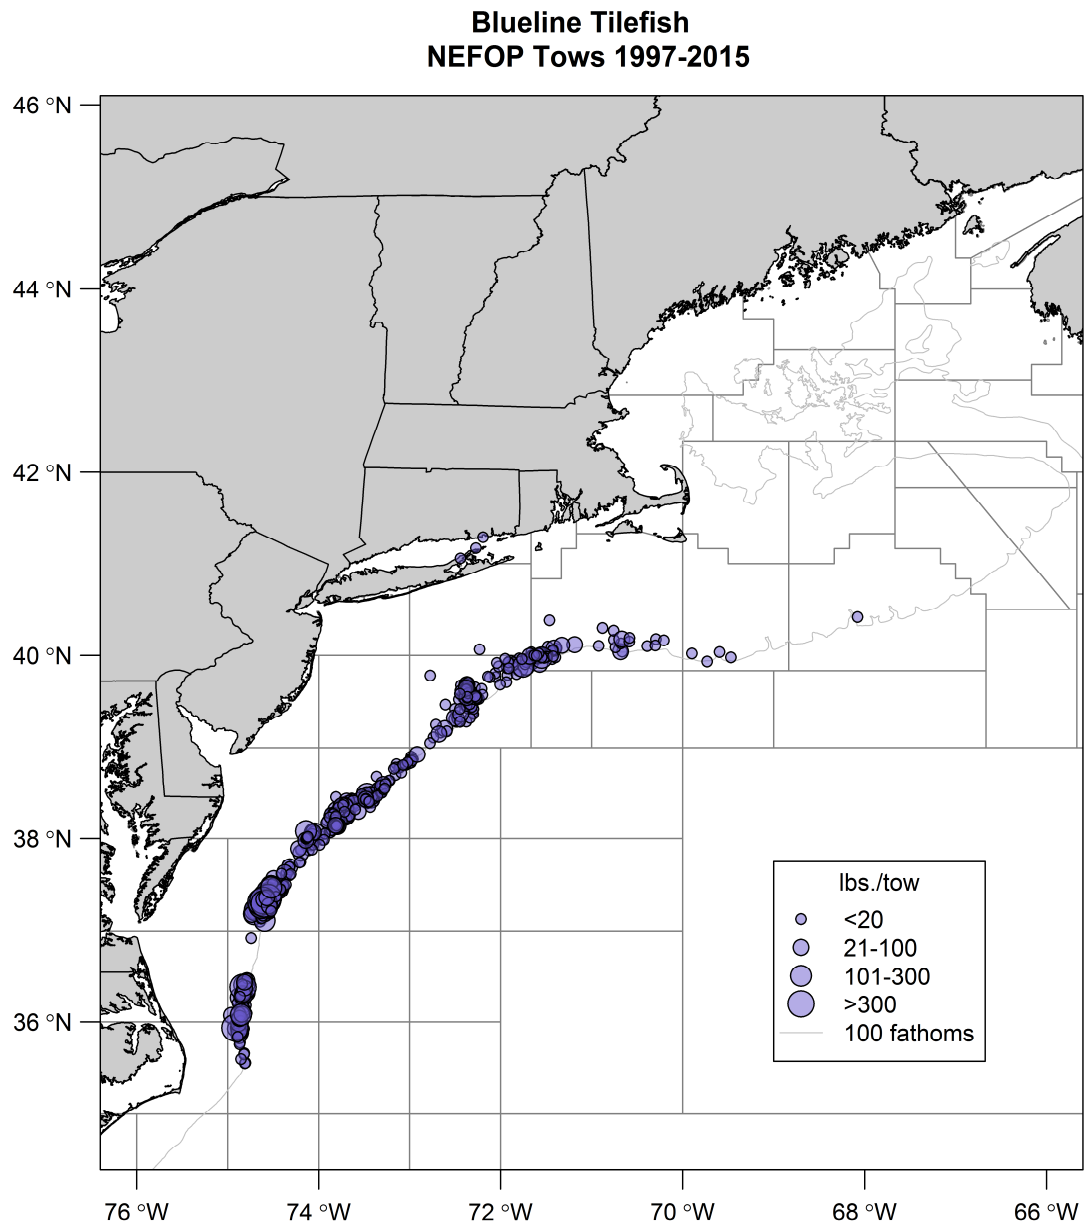 Blueline Tilefish
NEFOP Tows 1997-2015
46 °N
44 °N
42 °N
40 °N
38 °N
36 °N
lbs./tow
<20
21-100
101-300
>300
100 fathoms
76 °W 74 °W 72 °W 70 °W 68 °W 66 °W